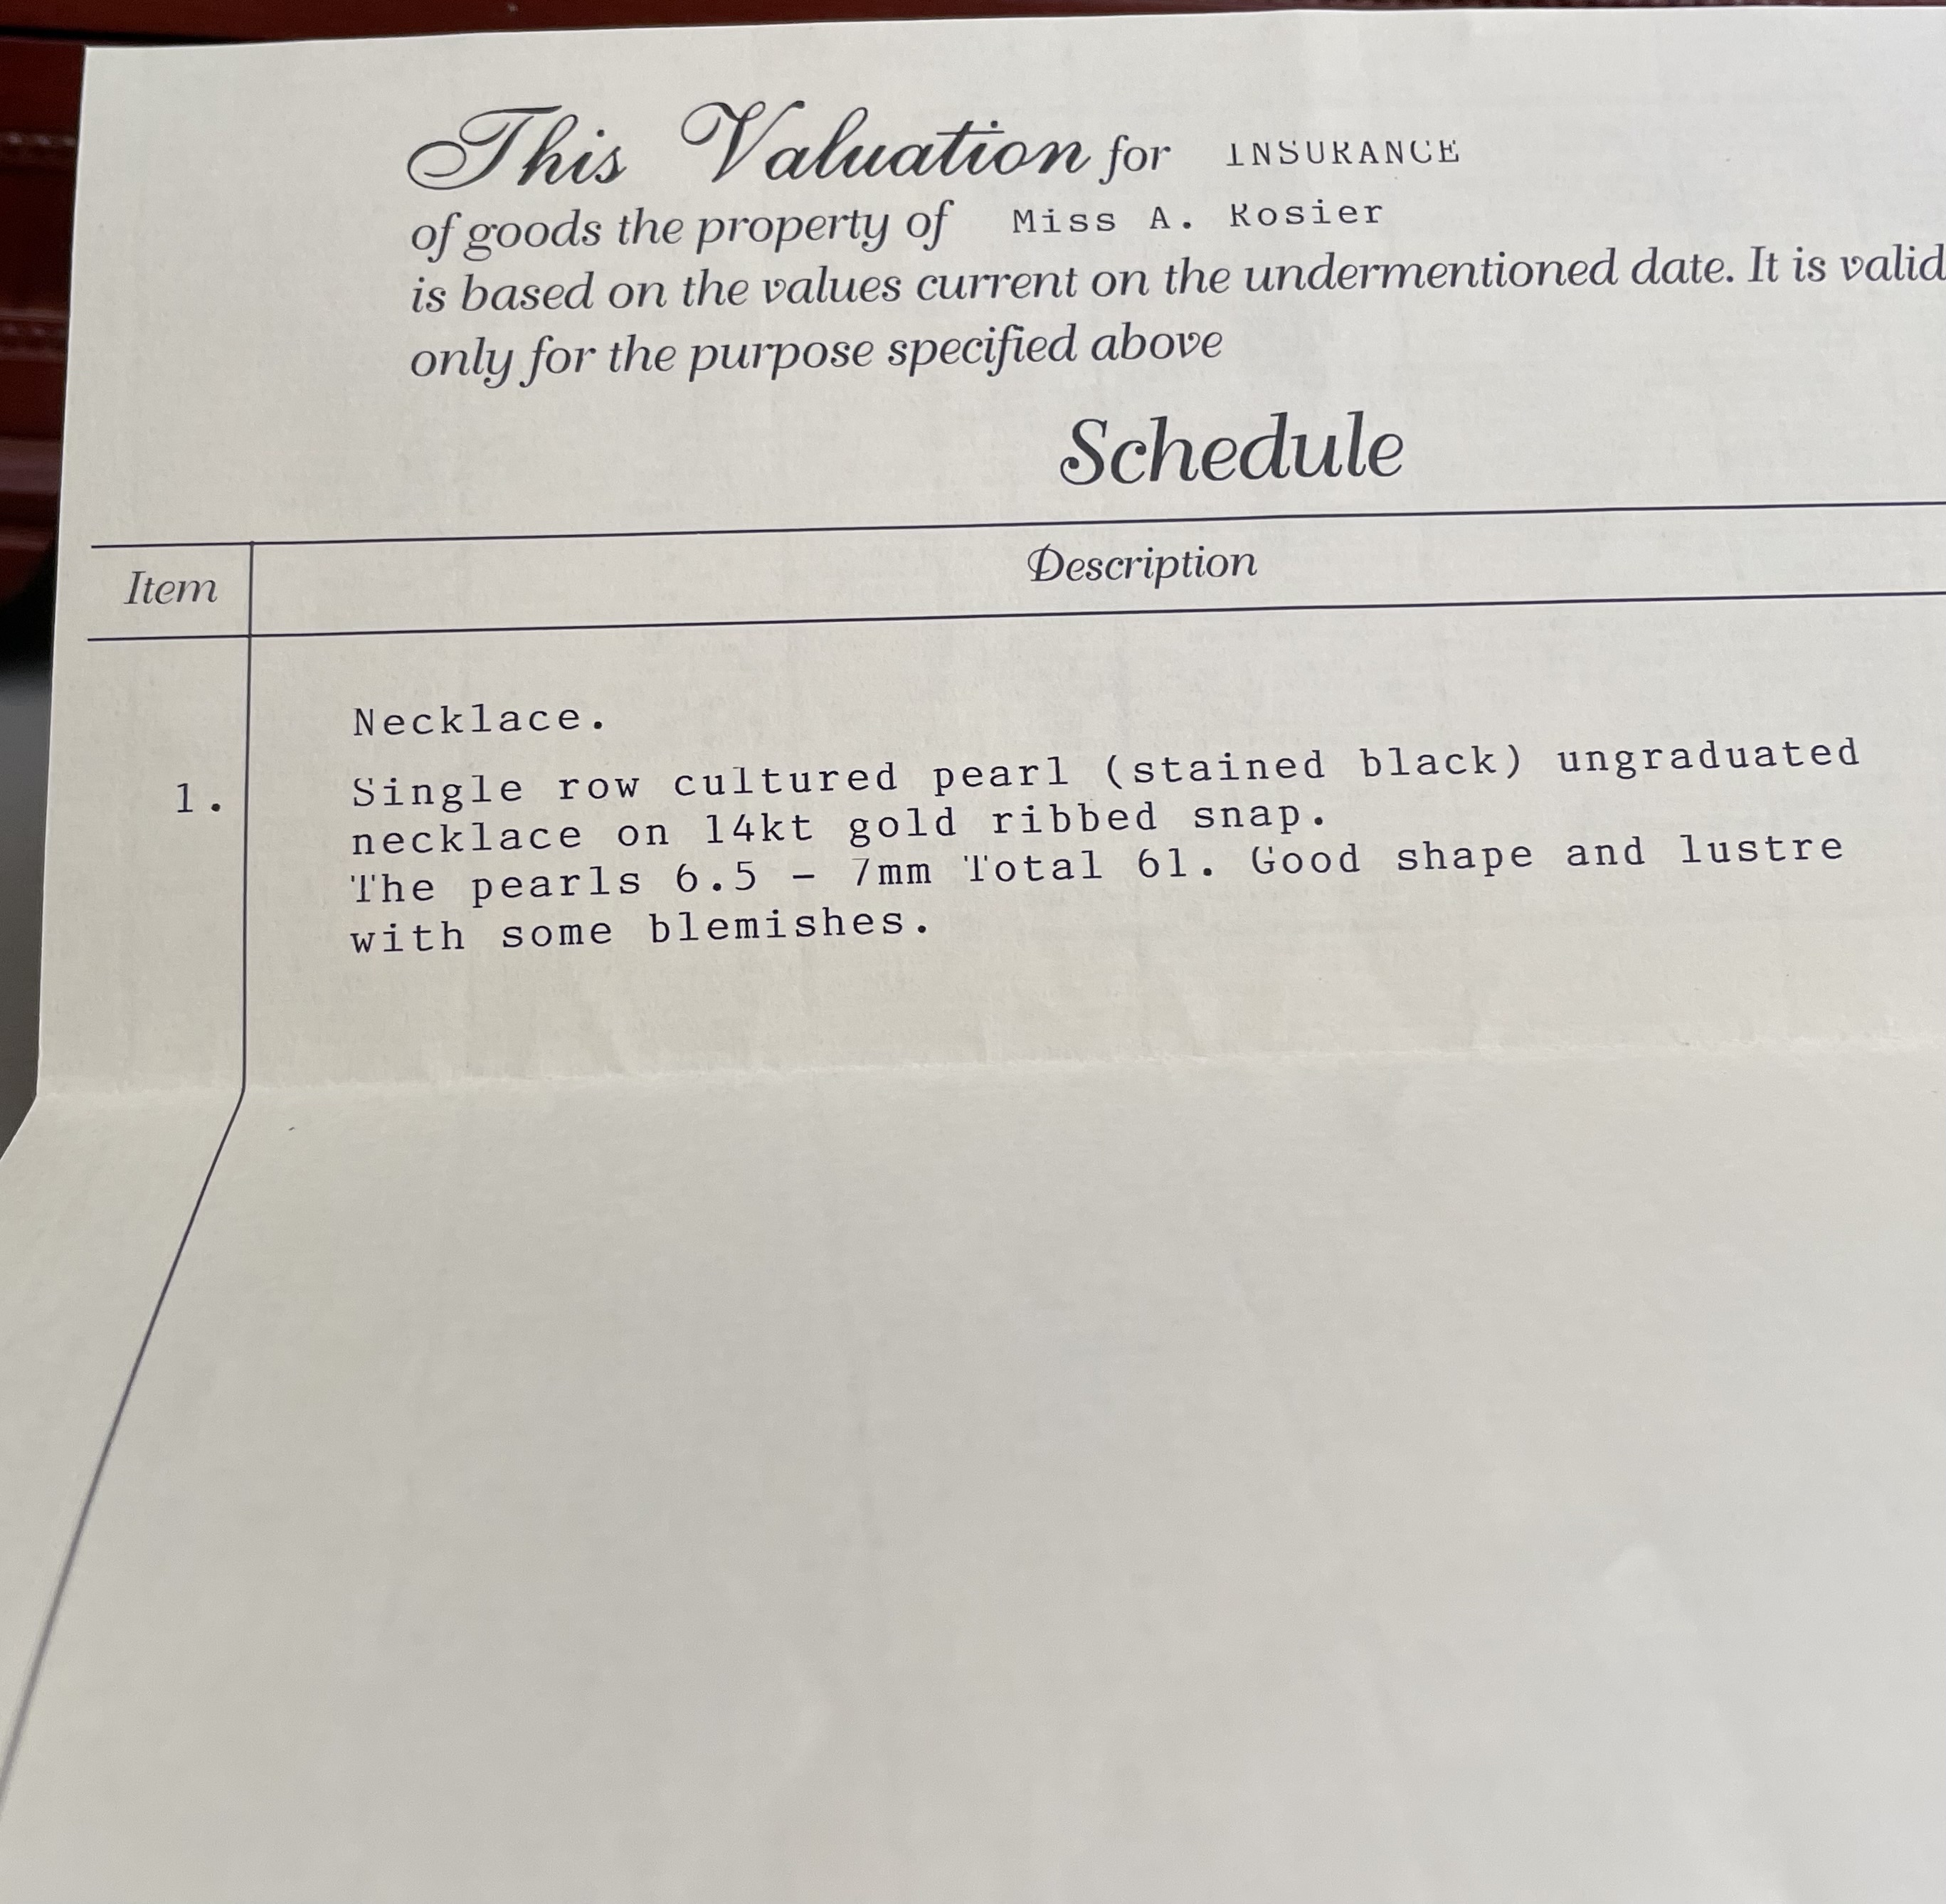 This Valuation for INSURANCE
of goods the property of Miss A. Rosier
is based on the values current on the undermentioned date. It is valid
only for the purpose specified above
Schedule
Item Description
Necklace.
1. Single row cultured pearl (stained black) ungraduated
necklace on 14kt gold ribbed snap.
The pearls 6.5 - 7mm Total 61. Good shape and lustre
with some blemishes.